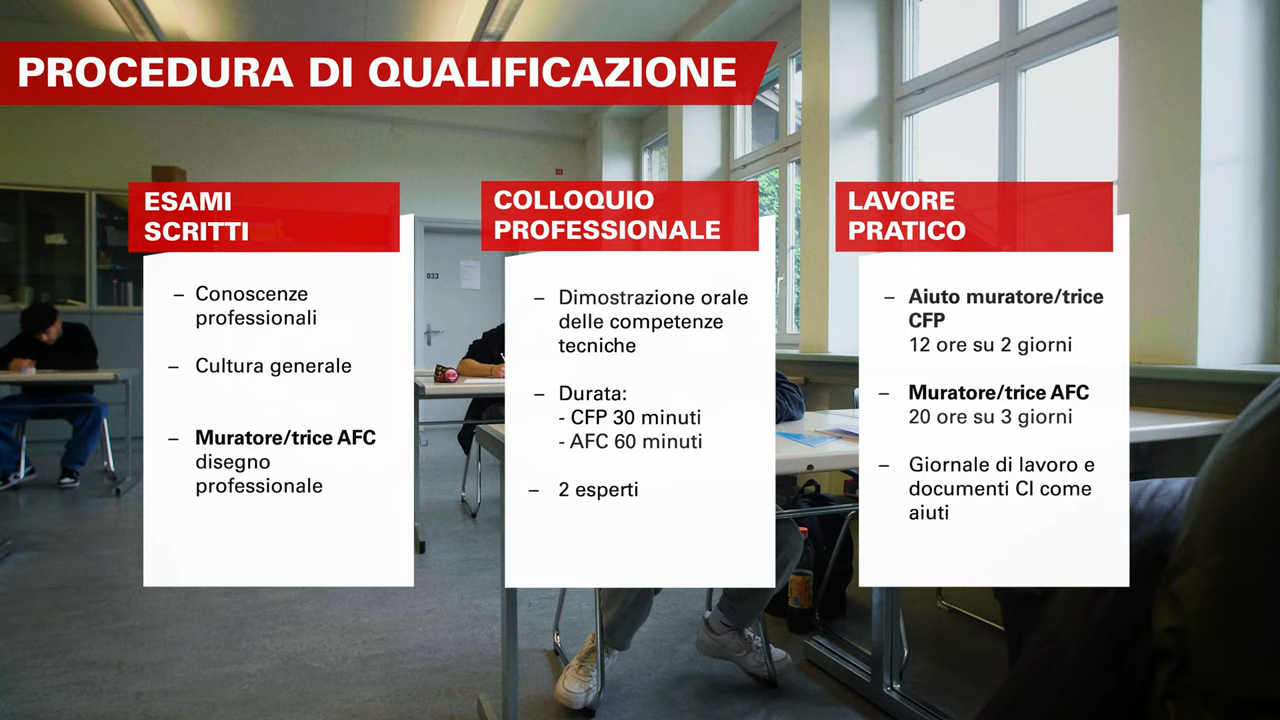 PROCEDURA DI QUALIFICAZIONE
ESAMI
SCRITTI
– Conoscenze
professionali
– Cultura generale
– Muratore/trice AFC
disegno
professionale
COLLOQUIO
PROFESSIONALE
– Dimostrazione orale
delle competenze
tecniche
– Durata:
- CFP 30 minuti
- AFC 60 minuti
– 2 esperti
LAVORE
PRATICO
– Aiuto muratore/trice
CFP
12 ore su 2 giorni
– Muratore/trice AFC
20 ore su 3 giorni
– Giornale di lavoro e
documenti CI come
aiuti
033